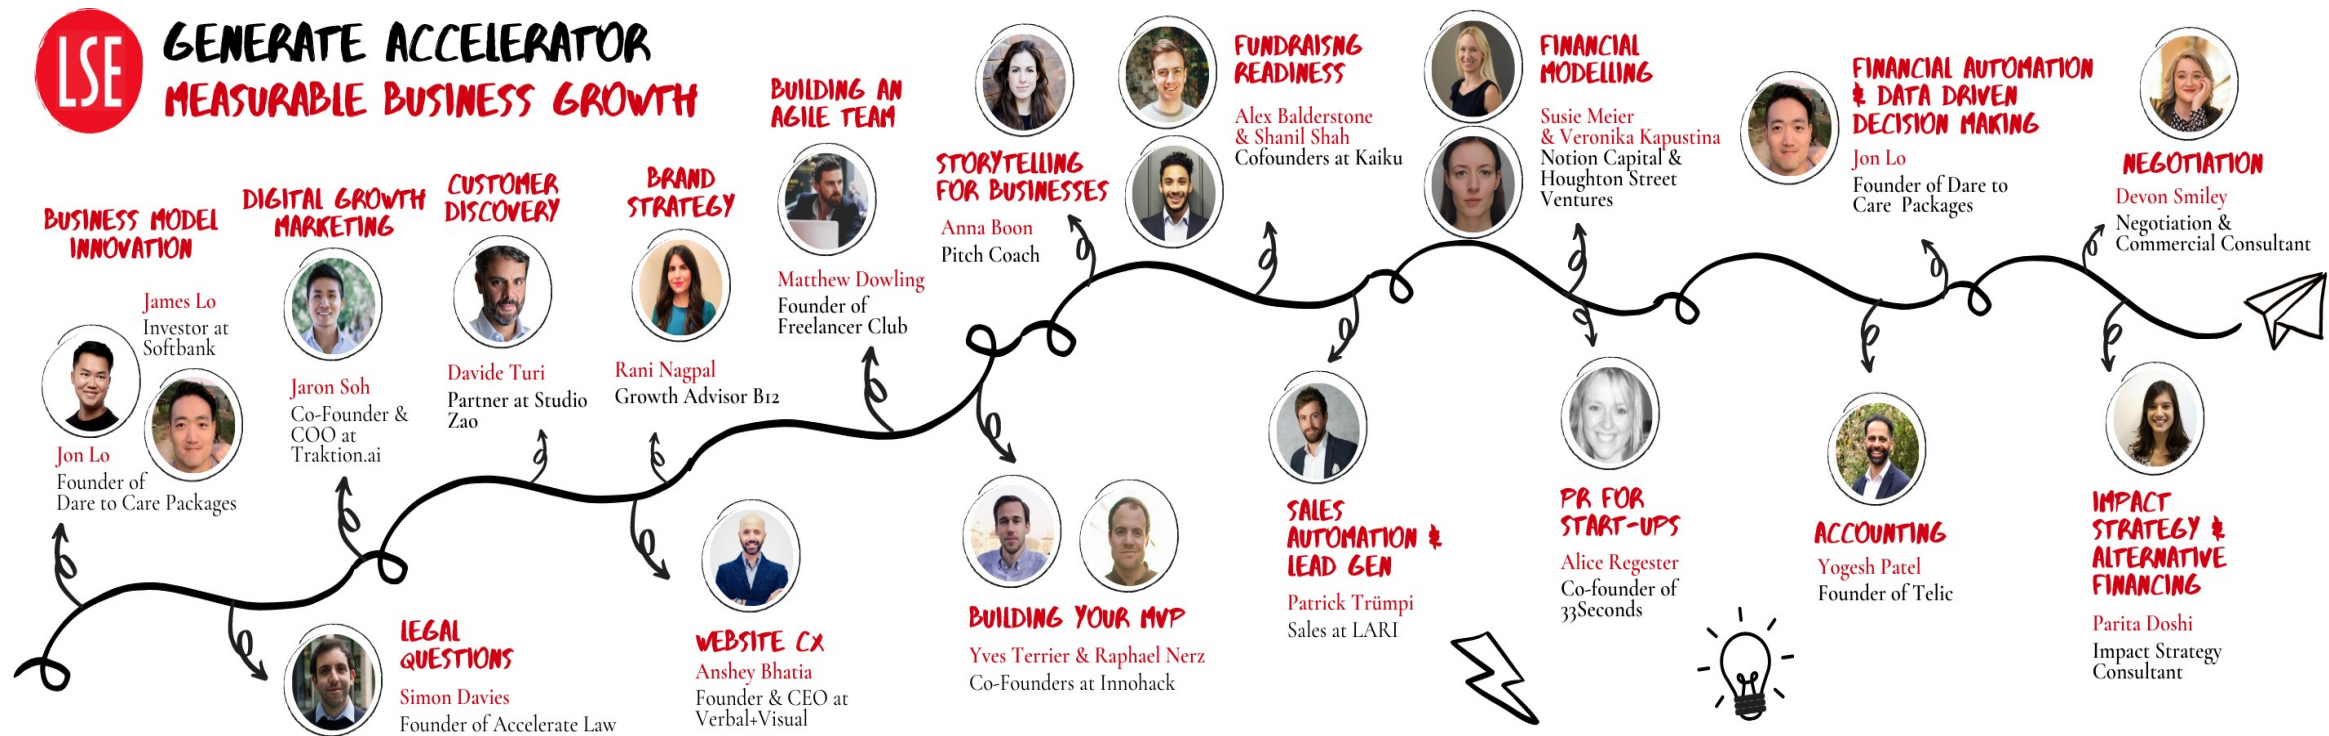 LSE
GENERATE ACCELERATOR
MEASURABLE BUSINESS GROWTH
BUSINESS MODEL
INNOVATION
James Lo
Investor at
Softbank
Jon Lo
Founder of
Dare to Care Packages
LEGAL
QUESTIONS
Simon Davies
Founder of Accelerate Law
DIGITAL GROWTH
MARKETING
Jaron Soh
Co-Founder &
COO at
Traktion.ai
CUSTOMER
DISCOVERY
Davide Turi
Partner at Studio
Zao
BRAND
STRATEGY
Rani Nagpal
Growth Advisor B12
WEBSITE CX
Anshey Bhatia
Founder & CEO at
Verbal+Visual
BUILDING AN
AGILE TEAM
Matthew Dowling
Founder of
Freelancer Club
BUILDING YOUR MVP
Yves Terrier & Raphael Nerz
Co-Founders at Innohack
STORYTELLING
FOR BUSINESSES
Anna Boon
Pitch Coach
FUNDRAISNG
READINESS
Alex Balderstone
& Shanil Shah
Cofounders at Kaiku
SALES
AUTOMATION &
LEAD GEN
Patrick Trümpi
Sales at LARI
FINANCIAL
MODELLING
Susie Meier
& Veronika Kapustina
Notion Capital &
Houghton Street
Ventures
PR FOR
START-UPS
Alice Regester
Co-founder of
33Seconds
ACCOUNTING
Yogesh Patel
Founder of Telic
FINANCIAL AUTOMATION
& DATA DRIVEN
DECISION MAKING
Jon Lo
Founder of Dare to
Care Packages
NEGOTIATION
Devon Smiley
Negotiation &
Commercial Consultant
IMPACT
STRATEGY &
ALTERNATIVE
FINANCING
Parita Doshi
Impact Strategy
Consultant